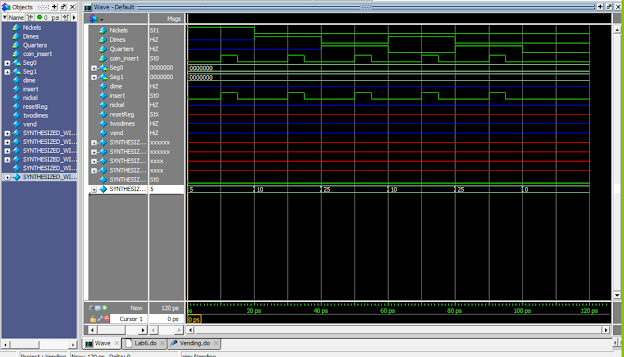 Objects
Wave - Default
Name
0 ps
Now
Msgs
Nickels
Dimes
Quarters
coin_insert
Seg0
Seg1
dime
insert
nickel
resetReg
twodimes
vend
SYNTHESIZED_WI...
SYNTHESIZED_WI...
SYNTHESIZED_WI...
SYNTHESIZED_WI...
SYNTHESIZED_WI...
SYNTHESIZED_WI...
Nickels St1
Dimes HiZ
Quarters HiZ
coin_insert St0
Seg0 0000000 0000000
Seg1 0000000 0000000
dime HiZ
insert St0
nickel HiZ
resetReg StX
twodimes HiZ
vend HiZ
SYNTHESIZ... xxxxxx
SYNTHESIZ... xxxxxx
SYNTHESIZ... xxxx
SYNTHESIZ... xxxx
SYNTHESIZ... St0
SYNTHESIZ... 5 5 10 25 10 25 0
Now 120 ps
ps 20 ps 40 ps 60 ps 80 ps 100 ps 120 ps
Cursor 1 0 ps 0 ps
Wave Lab6.do Vending.do
Project : Vending Now: 120 ps Delta: 0 sim:/Vending